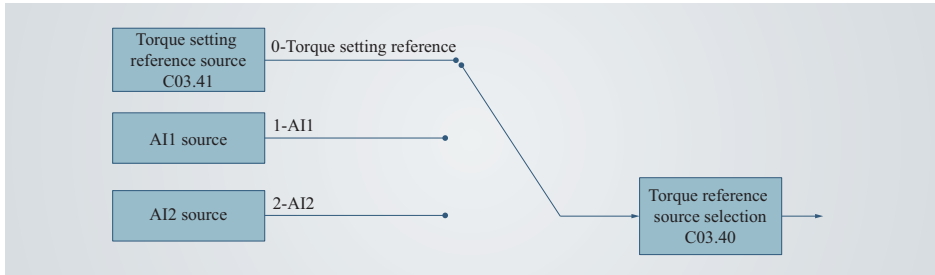 Torque setting
reference source
C03.41
0-Torque setting reference
AI1 source
1-AI1
AI2 source
2-AI2
Torque reference
source selection
C03.40